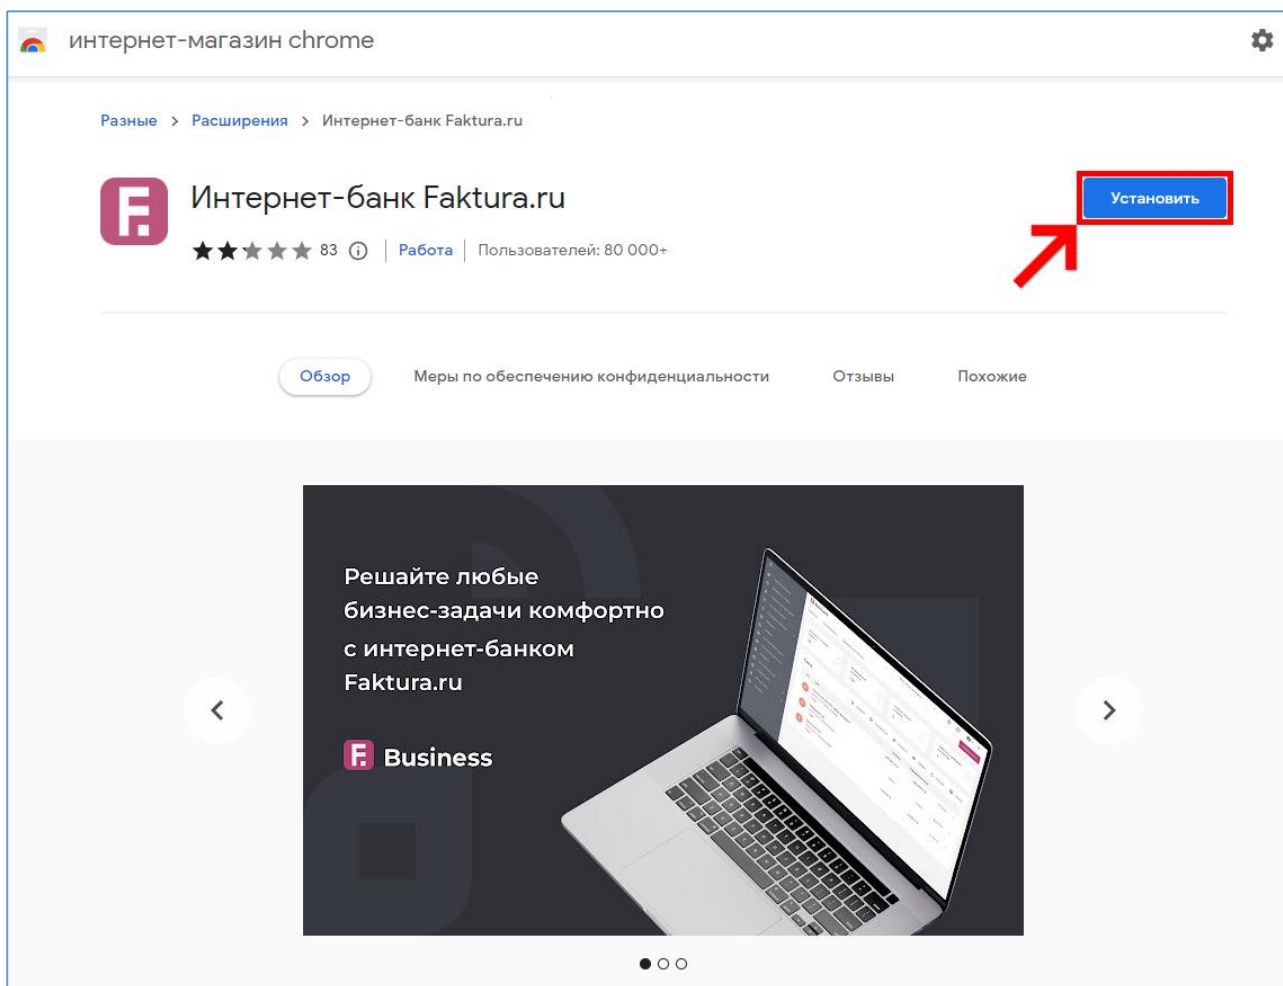 интернет-магазин chrome
Разные > Расширения > Интернет-банк Faktura.ru
F.
Интернет-банк Faktura.ru
Установить
83 | Работа | Пользователей: 80 000+
Обзор Меры по обеспечению конфиденциальности Отзывы Похожие
Решайте любые
бизнес-задачи комфортно
с интернет-банком
Faktura.ru
F. Business